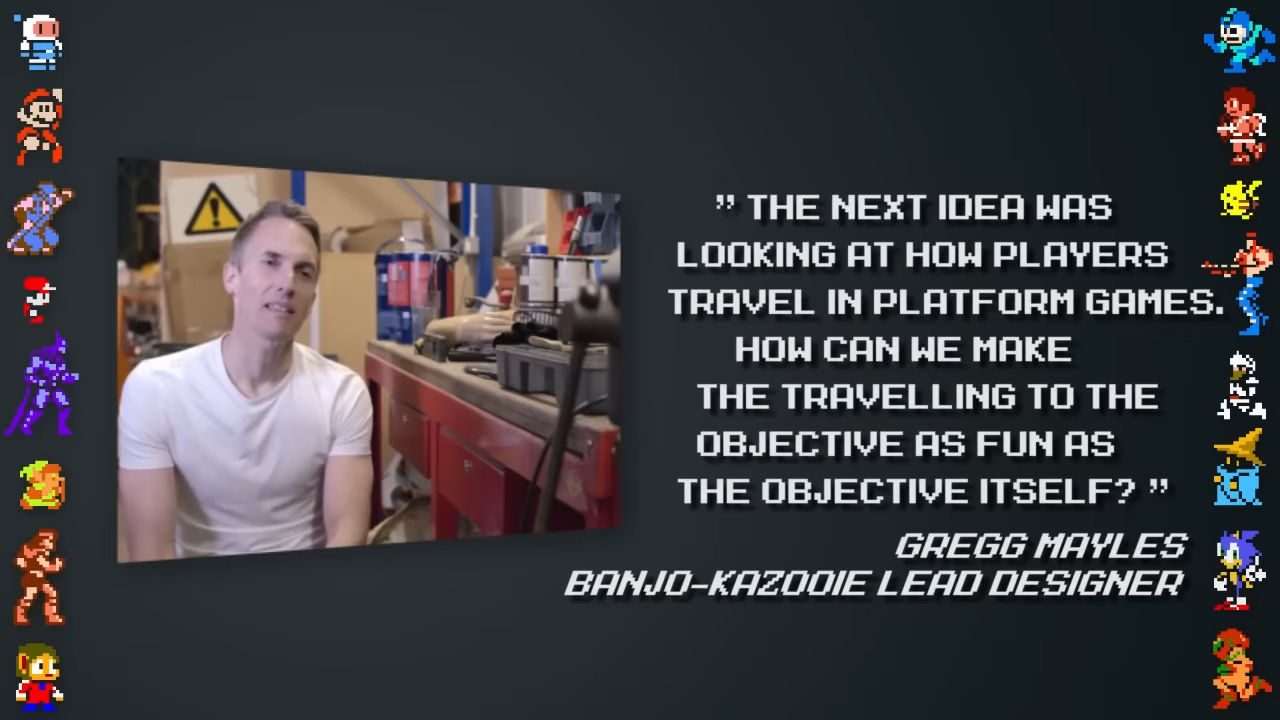 ” THE NEXT IDEA WAS
LOOKING AT HOW PLAYERS
TRAVEL IN PLATFORM GAMES.
HOW CAN WE MAKE
THE TRAVELLING TO THE
OBJECTIVE AS FUN AS
THE OBJECTIVE ITSELF? ”
GREGG MAYLES
BANJO-KAZOOIE LEAD DESIGNER